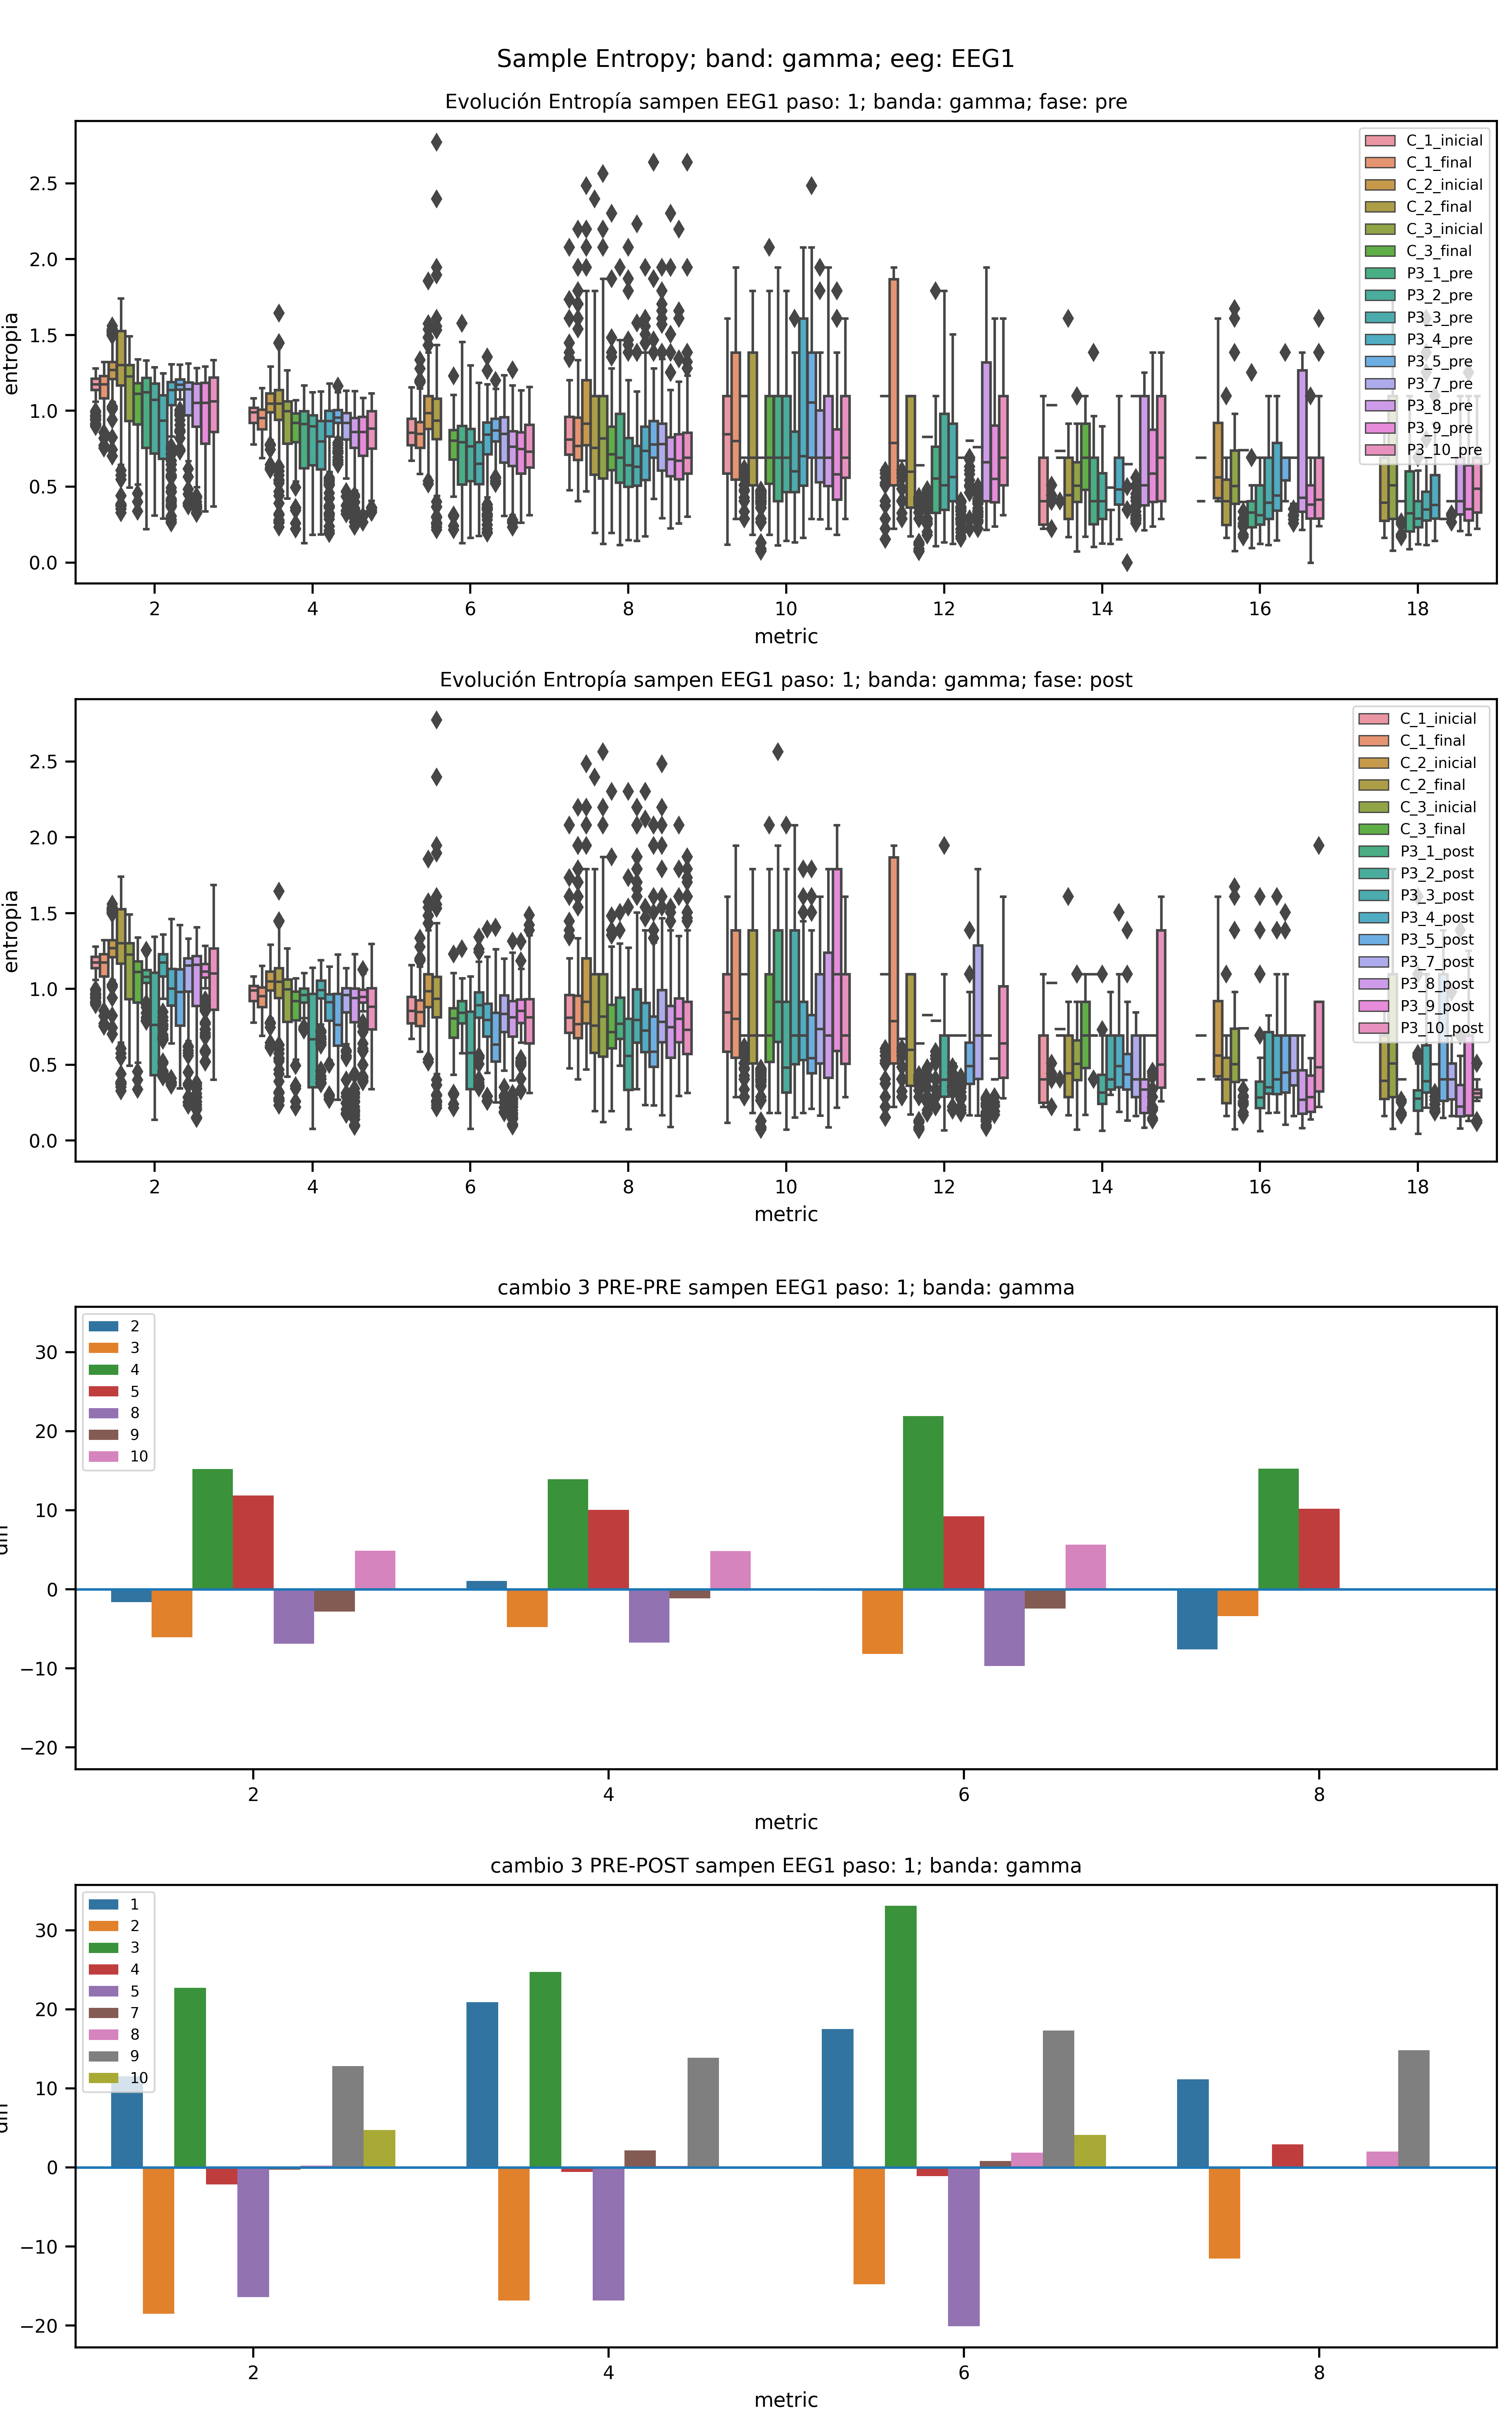 Sample Entropy; band: gamma; eeg: EEG1
Evolución Entropía sampen EEG1 paso: 1; banda: gamma; fase: pre
entropia
2.5
2.0
1.5
1.0
0.5
0.0
C_1_inicial
C_1_final
C_2_inicial
C_2_final
C_3_inicial
C_3_final
P3_1_pre
P3_2_pre
P3_3_pre
P3_4_pre
P3_5_pre
P3_7_pre
P3_8_pre
P3_9_pre
P3_10_pre
2 4 6 8 10 12 14 16 18
metric
Evolución Entropía sampen EEG1 paso: 1; banda: gamma; fase: post
entropia
2.5
2.0
1.5
1.0
0.5
0.0
C_1_inicial
C_1_final
C_2_inicial
C_2_final
C_3_inicial
C_3_final
P3_1_post
P3_2_post
P3_3_post
P3_4_post
P3_5_post
P3_7_post
P3_8_post
P3_9_post
P3_10_post
2 4 6 8 10 12 14 16 18
metric
cambio 3 PRE-PRE sampen EEG1 paso: 1; banda: gamma
30
20
10
0
−10
−20
2
3
4
5
8
9
10
2 4 6 8
metric
cambio 3 PRE-POST sampen EEG1 paso: 1; banda: gamma
30
20
10
0
−10
−20
1
2
3
4
5
7
8
9
10
2 4 6 8
metric